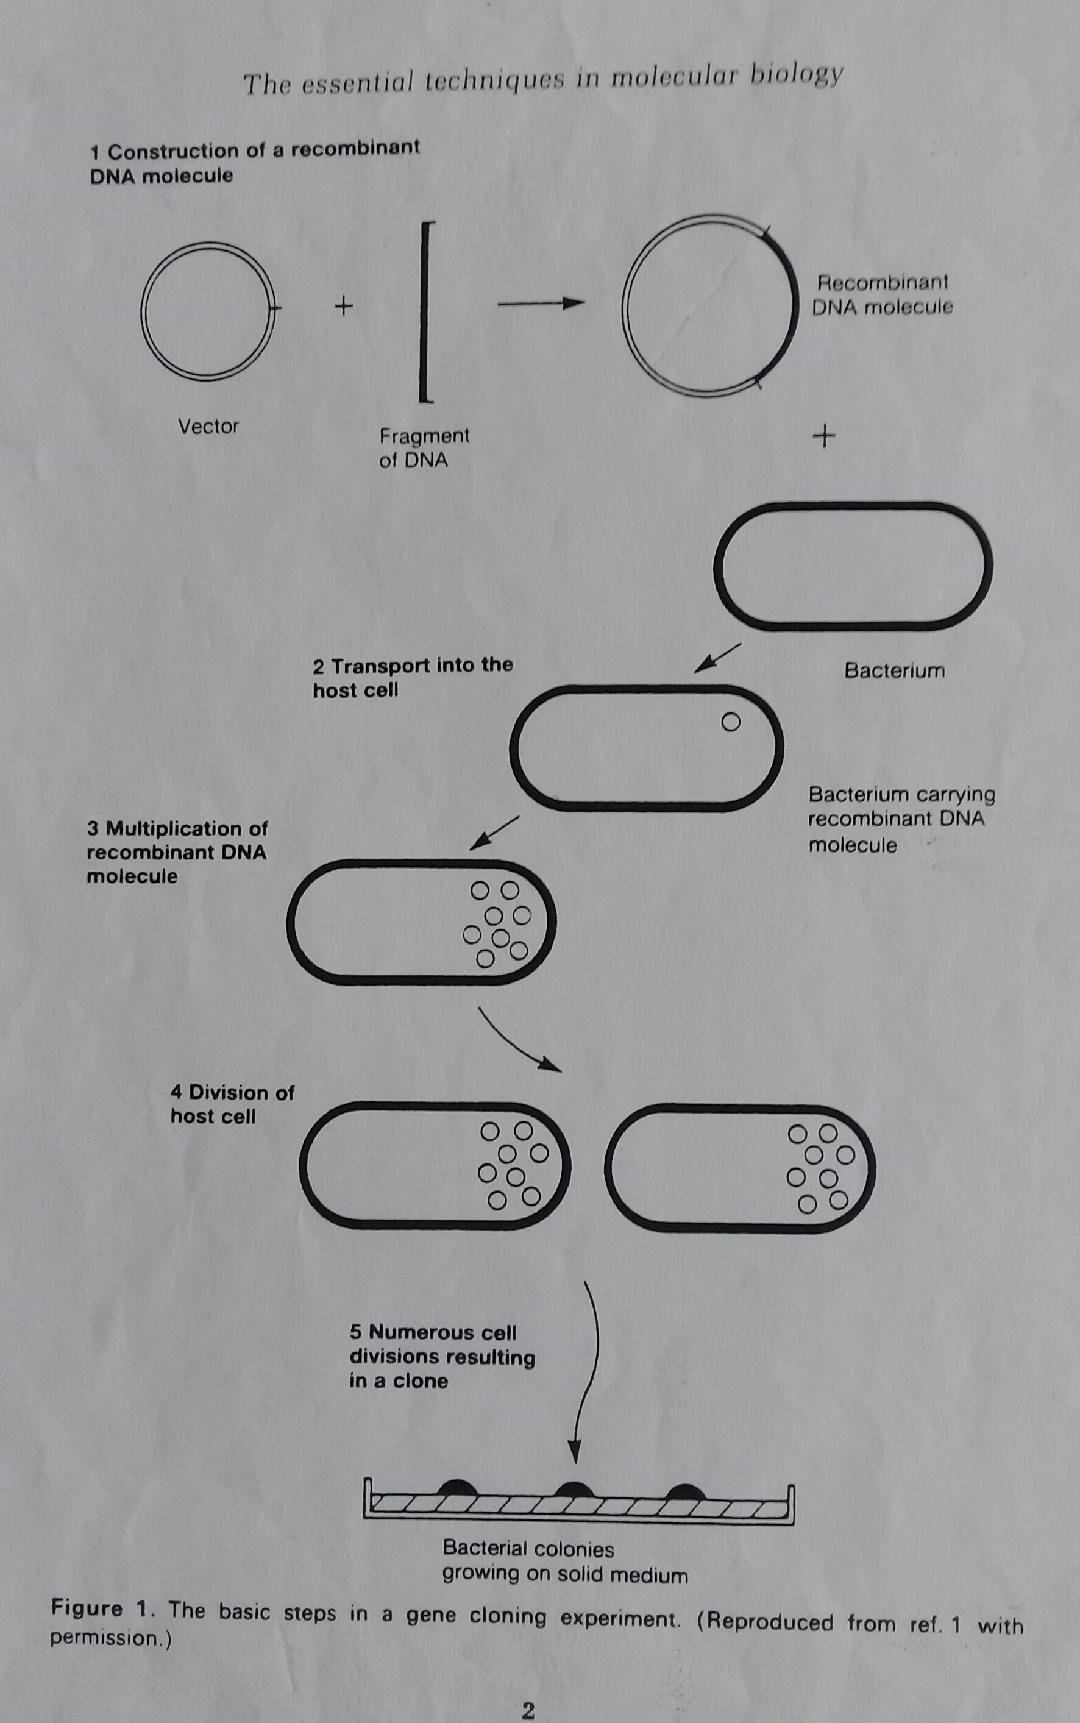 The essential techniques in molecular biology
1 Construction of a recombinant
DNA molecule
+
Recombinant
DNA molecule
Vector
Fragment
of DNA
+
2 Transport into the
host cell
Bacterium
Bacterium carrying
recombinant DNA
molecule
3 Multiplication of
recombinant DNA
molecule
4 Division of
host cell
5 Numerous cell
divisions resulting
in a clone
Bacterial colonies
growing on solid medium
Figure 1. The basic steps in a gene cloning experiment. (Reproduced from ref. 1 with
permission.)
2